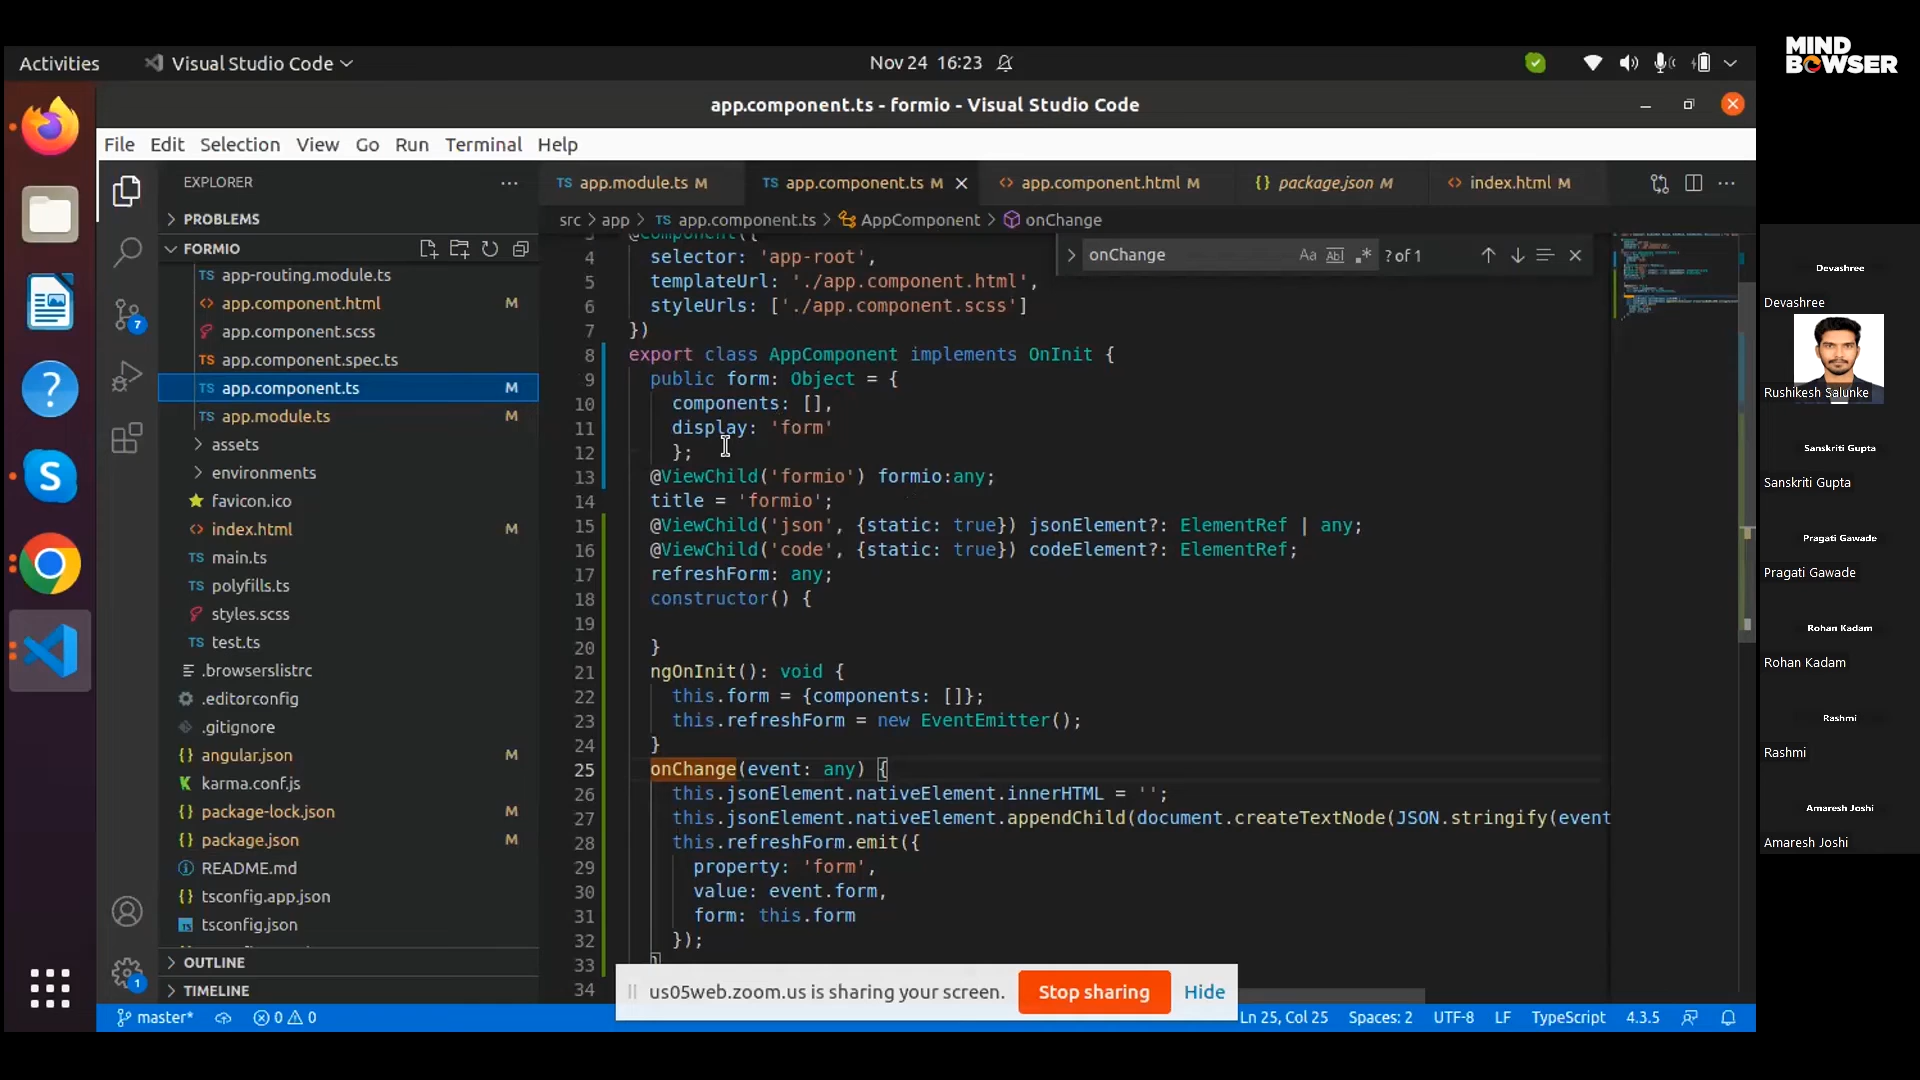 MIND
BOWSER
Activities
Visual Studio Code
Nov 24 16:23
app.component.ts - formio - Visual Studio Code
File Edit Selection View Go Run Terminal Help
EXPLORER
PROBLEMS
FORMIO
app-routing.module.ts
app.component.html M
app.component.scss
app.component.spec.ts
app.component.ts M
app.module.ts M
assets
environments
favicon.ico
index.html M
main.ts
polyfills.ts
styles.scss
test.ts
.browserslistrc
.editorconfig
.gitignore
angular.json M
karma.conf.js
package-lock.json M
package.json M
README.md
tsconfig.app.json
tsconfig.json
OUTLINE
TIMELINE
7
1
TS app.module.ts M TS app.component.ts M <> app.component.html M {} package.json M <> index.html M
src > app > TS app.component.ts > AppComponent > onChange
onChange Aa ab .* ? of 1
3 @Component({
4 selector: 'app-root',
5 templateUrl: './app.component.html',
6 styleUrls: ['./app.component.scss']
7 })
8 export class AppComponent implements OnInit {
9 public form: Object = {
10 components: [],
11 display: 'form'
12 };
13 @ViewChild('formio') formio:any;
14 title = 'formio';
15 @ViewChild('json', {static: true}) jsonElement?: ElementRef | any;
16 @ViewChild('code', {static: true}) codeElement?: ElementRef;
17 refreshForm: any;
18 constructor() {
19
20 }
21 ngOnInit(): void {
22 this.form = {components: []};
23 this.refreshForm = new EventEmitter();
24 }
25 onChange(event: any) {
26 this.jsonElement.nativeElement.innerHTML = '';
27 this.jsonElement.nativeElement.appendChild(document.createTextNode(JSON.stringify(event
28 this.refreshForm.emit({
29 property: 'form',
30 value: event.form,
31 form: this.form
32 });
33 }
34
us05web.zoom.us is sharing your screen. Stop sharing Hide
master* 0 0 Ln 25, Col 25 Spaces: 2 UTF-8 LF TypeScript 4.3.5
Devashree
Devashree
Rushikesh Salunke
Sanskriti Gupta
Sanskriti Gupta
Pragati Gawade
Pragati Gawade
Rohan Kadam
Rohan Kadam
Rashmi
Rashmi
Amaresh Joshi
Amaresh Joshi